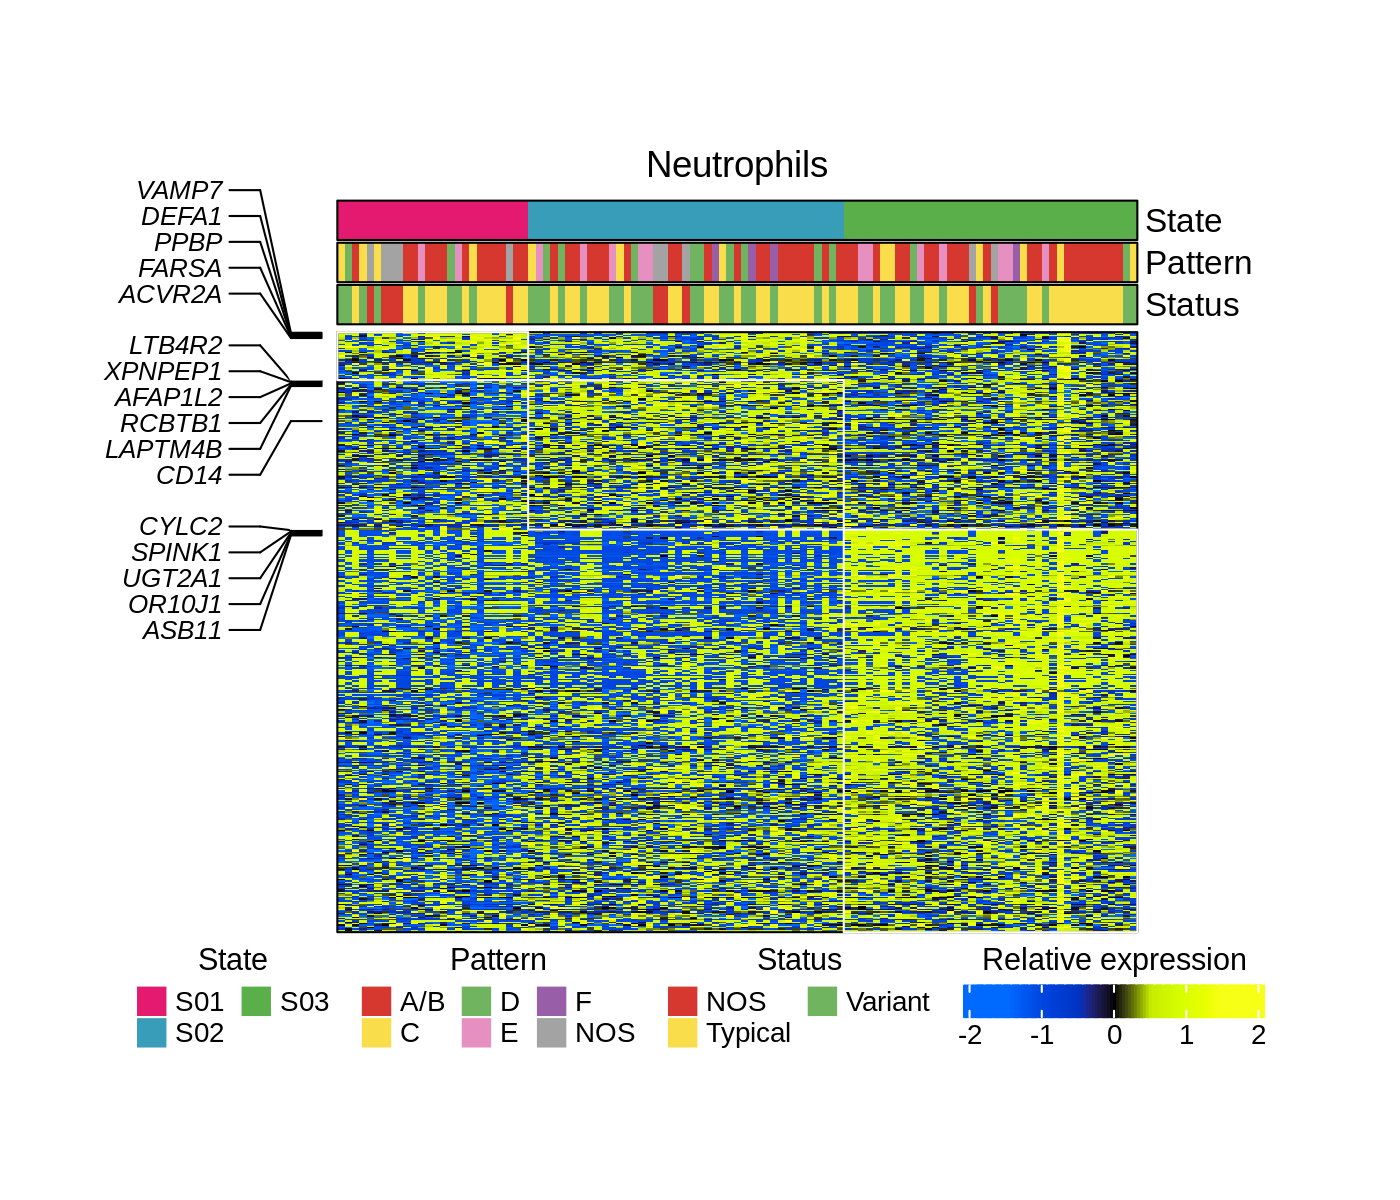 Neutrophils
VAMP7
DEFA1
PPBP
FARSA
ACVR2A
LTB4R2
XPNPEP1
AFAP1L2
RCBTB1
LAPTM4B
CD14
CYLC2
SPINK1
UGT2A1
OR10J1
ASB11
State
Pattern
Status
State
S01 S03
S02
Pattern
A/B D F
C E NOS
Status
NOS Variant
Typical
Relative expression
-2 -1 0 1 2